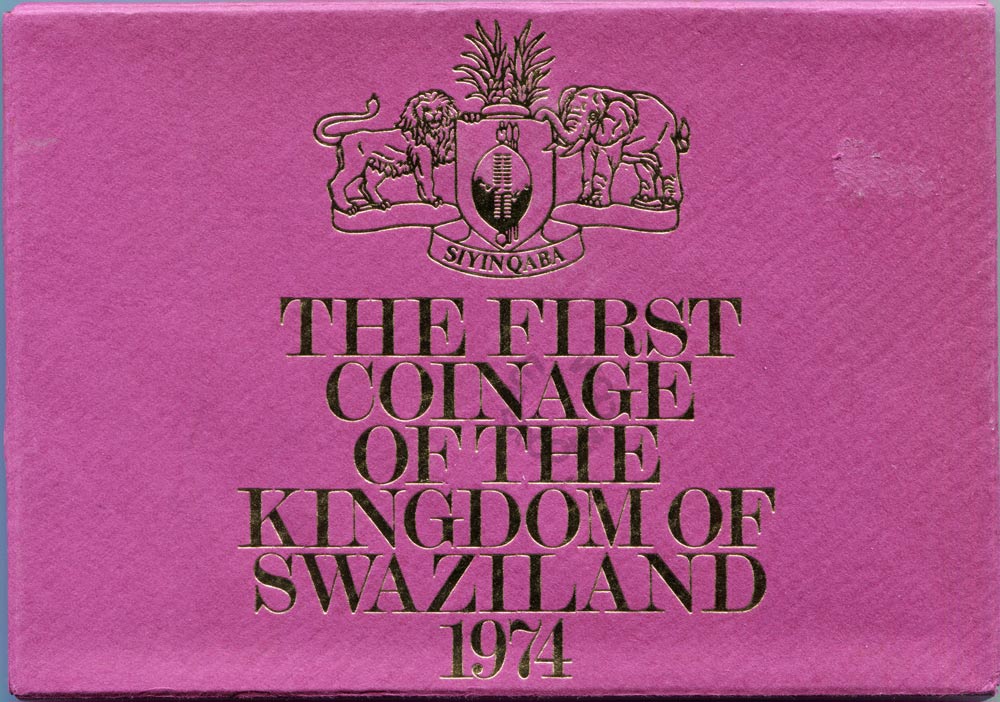 SIYINQABA
THE FIRST
COINAGE
OF THE
KINGDOM OF
SWAZILAND
1974